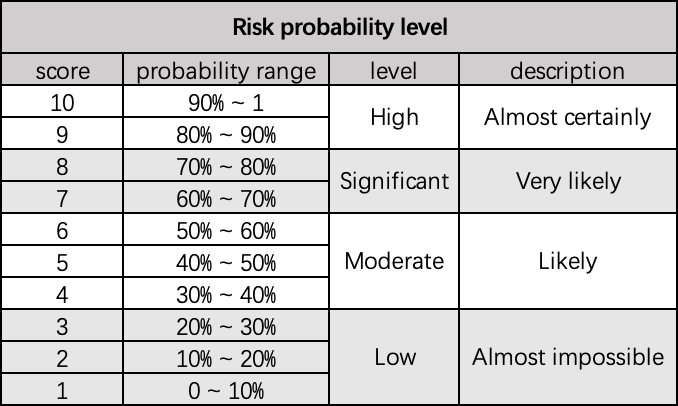 Risk probability level
score probability range level description
10 90% ~ 1 High Almost certainly
9 80% ~ 90%
8 70% ~ 80% Significant Very likely
7 60% ~ 70%
6 50% ~ 60% Moderate Likely
5 40% ~ 50%
4 30% ~ 40%
3 20% ~ 30% Low Almost impossible
2 10% ~ 20%
1 0 ~ 10%